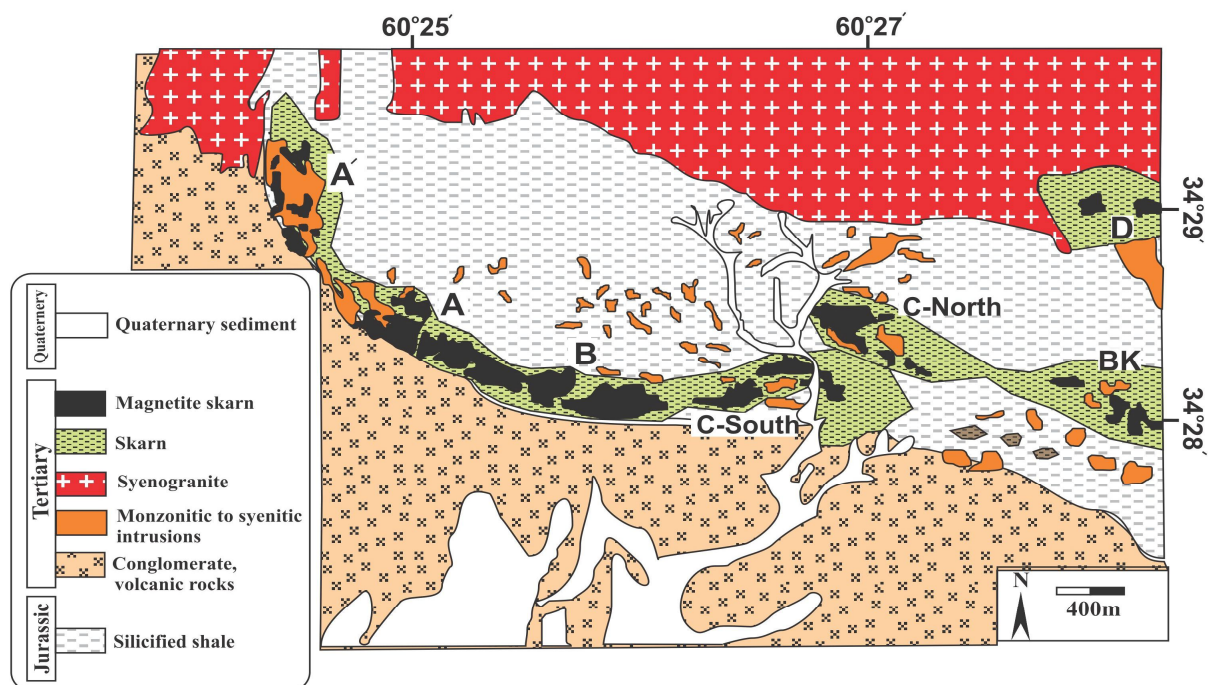 60°25´
60°27´
A´
34°29´
D
A
C-North
B
BK
C-South
34°28´
Quaternery
Quaternary sediment
Tertiary
Magnetite skarn
Skarn
Syenogranite
Monzonitic to syenitic
intrusions
Conglomerate,
volcanic rocks
Jurassic
Silicified shale
N
400m